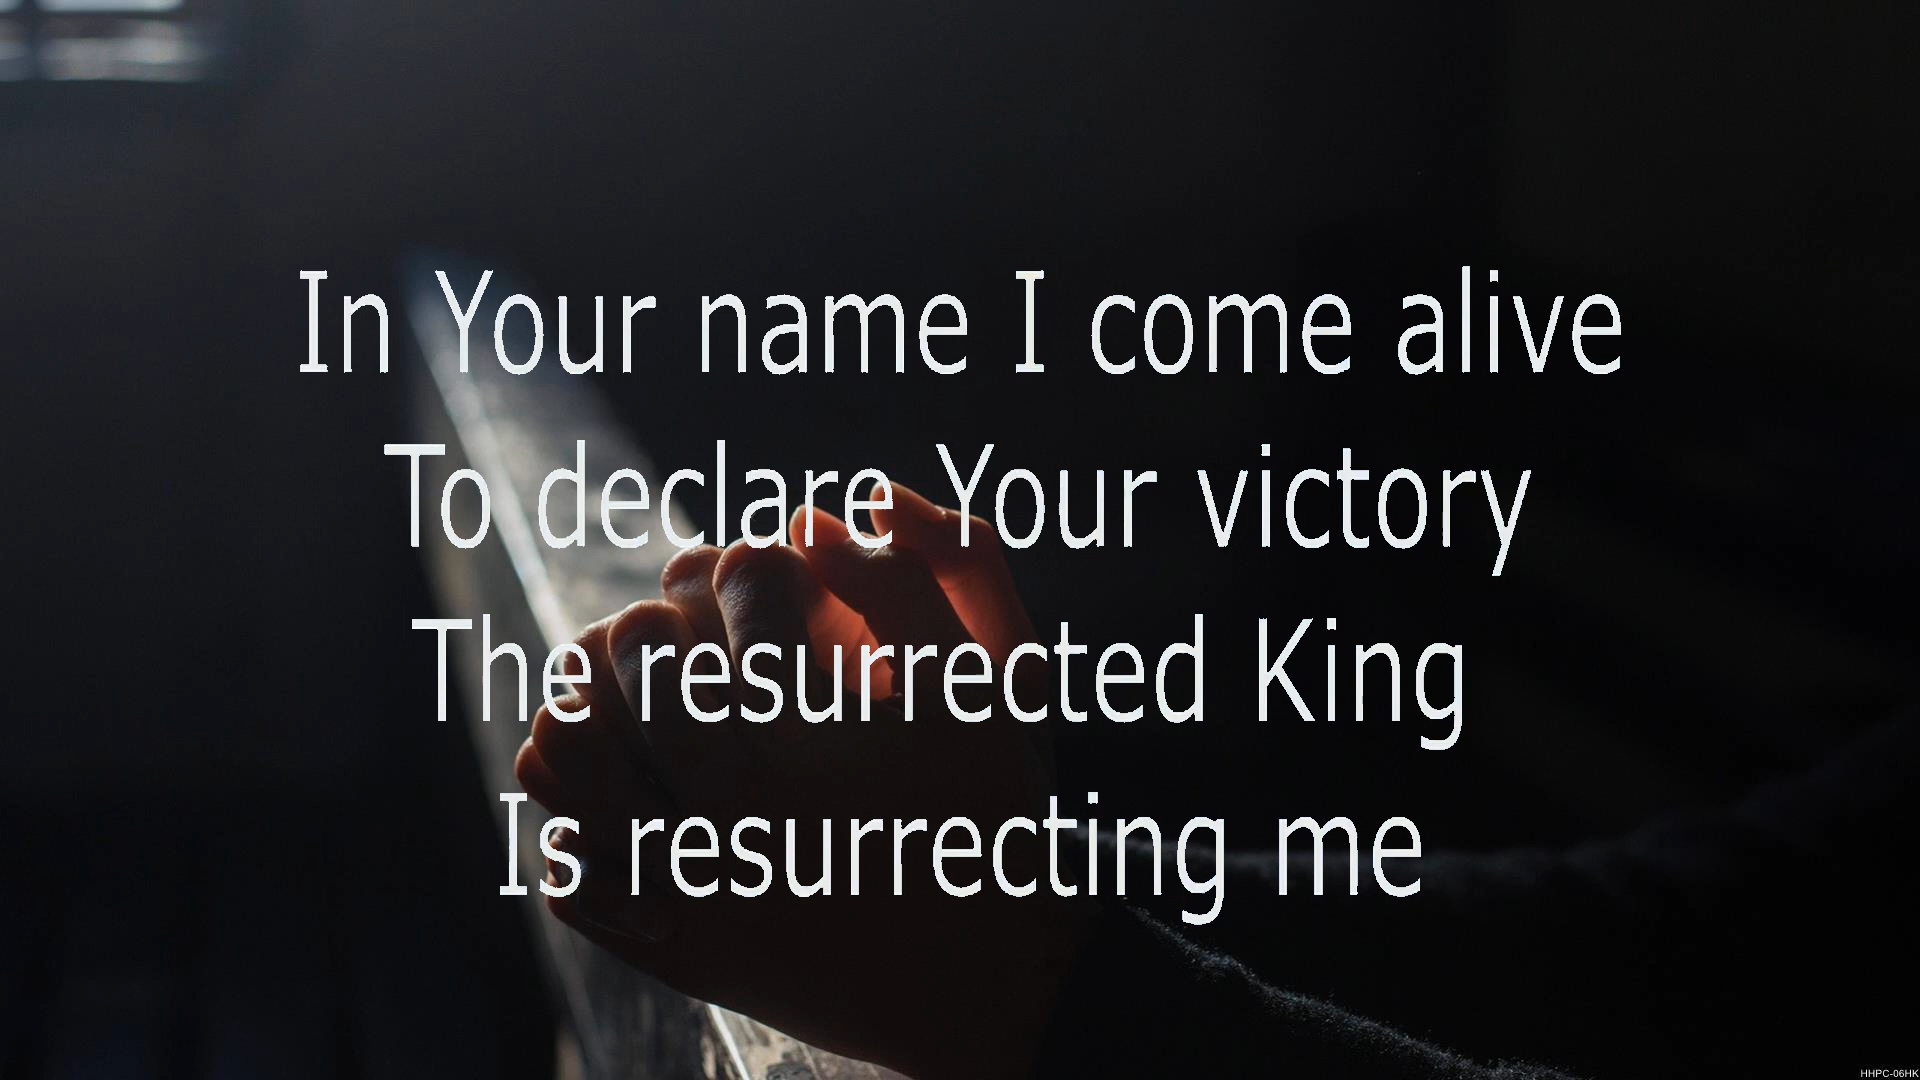 In Your name I come alive
To declare Your victory
The resurrected King
Is resurrecting me
HHPC-06HK